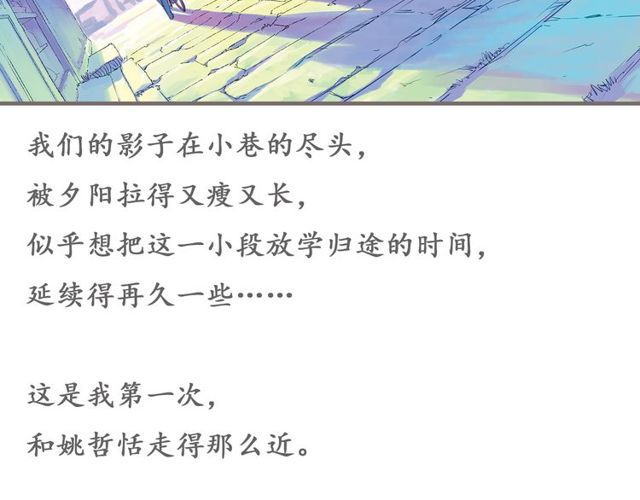 我们的影子在小巷的尽头，
被夕阳拉得又瘦又长，
似乎想把这一小段放学归途的时间，
延续得再久一些……
这是我第一次，
和姚哲恬走得那么近。